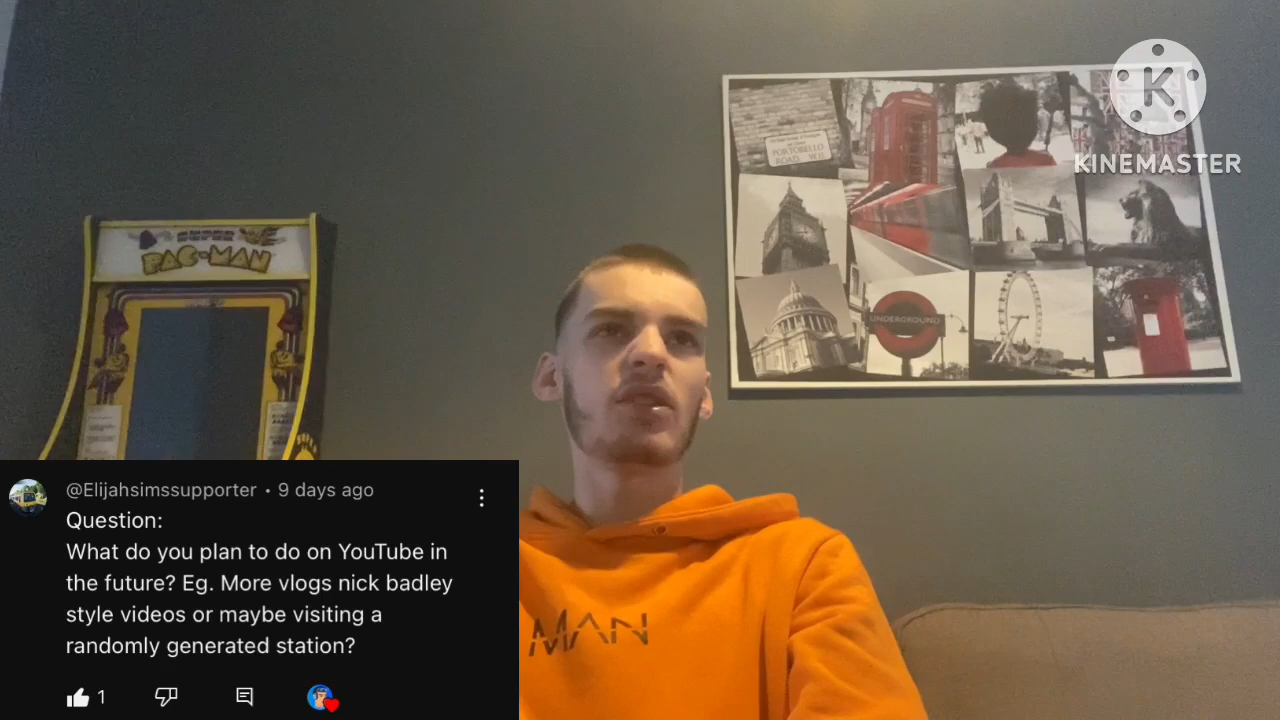 KINEMASTER
SUPER
PAC-MAN
PORTOBELLO
ROAD, W11
UNDERGROUND
MAN
@Elijahsimssupporter • 9 days ago
Question:
What do you plan to do on YouTube in
the future? Eg. More vlogs nick badley
style videos or maybe visiting a
randomly generated station?
1